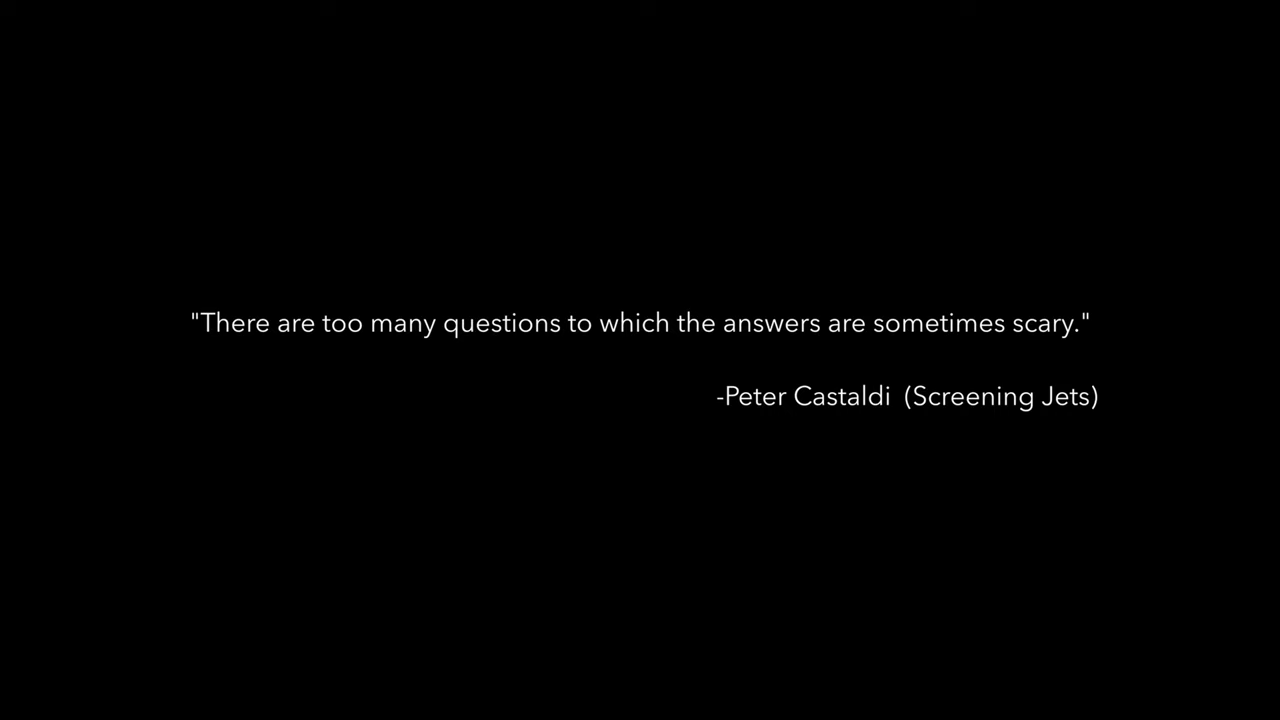 "There are too many questions to which the answers are sometimes scary."
-Peter Castaldi  (Screening Jets)